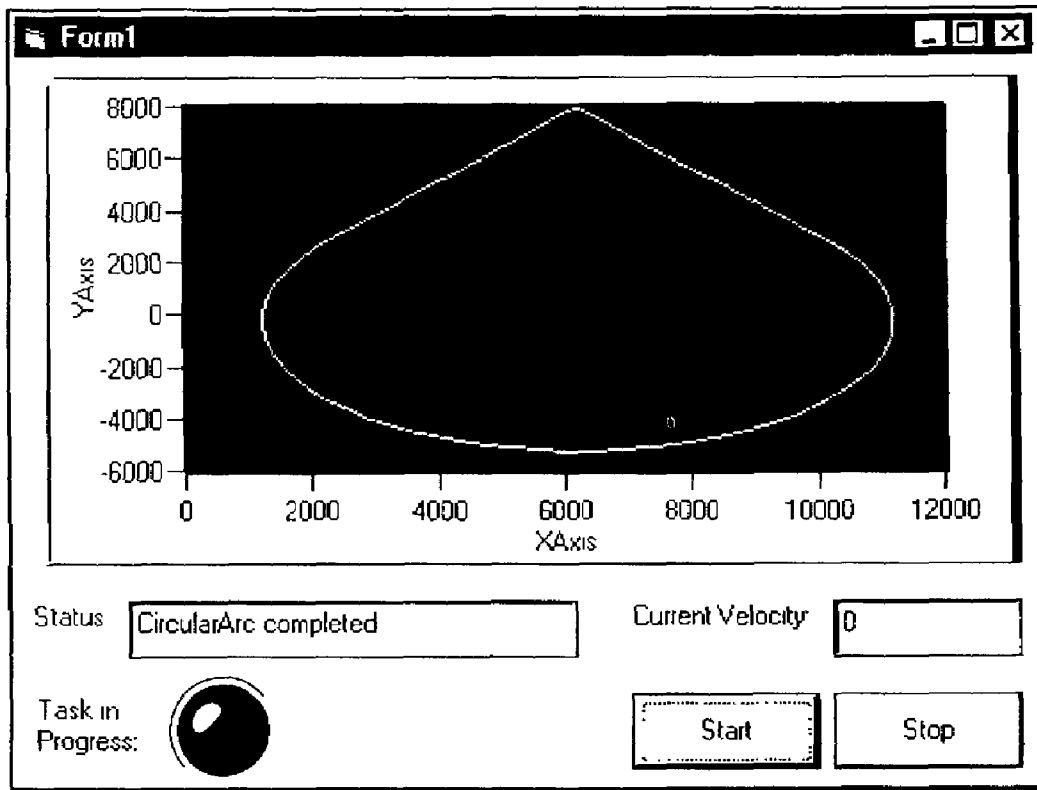 Form1
8000
6000
4000
2000
0
-2000
-4000
-6000
YAxis
0
0 2000 4000 6000 8000 10000 12000
XAxis
Status CircularArc completed
Current Velocity: 0
Task in
Progress:
Start Stop